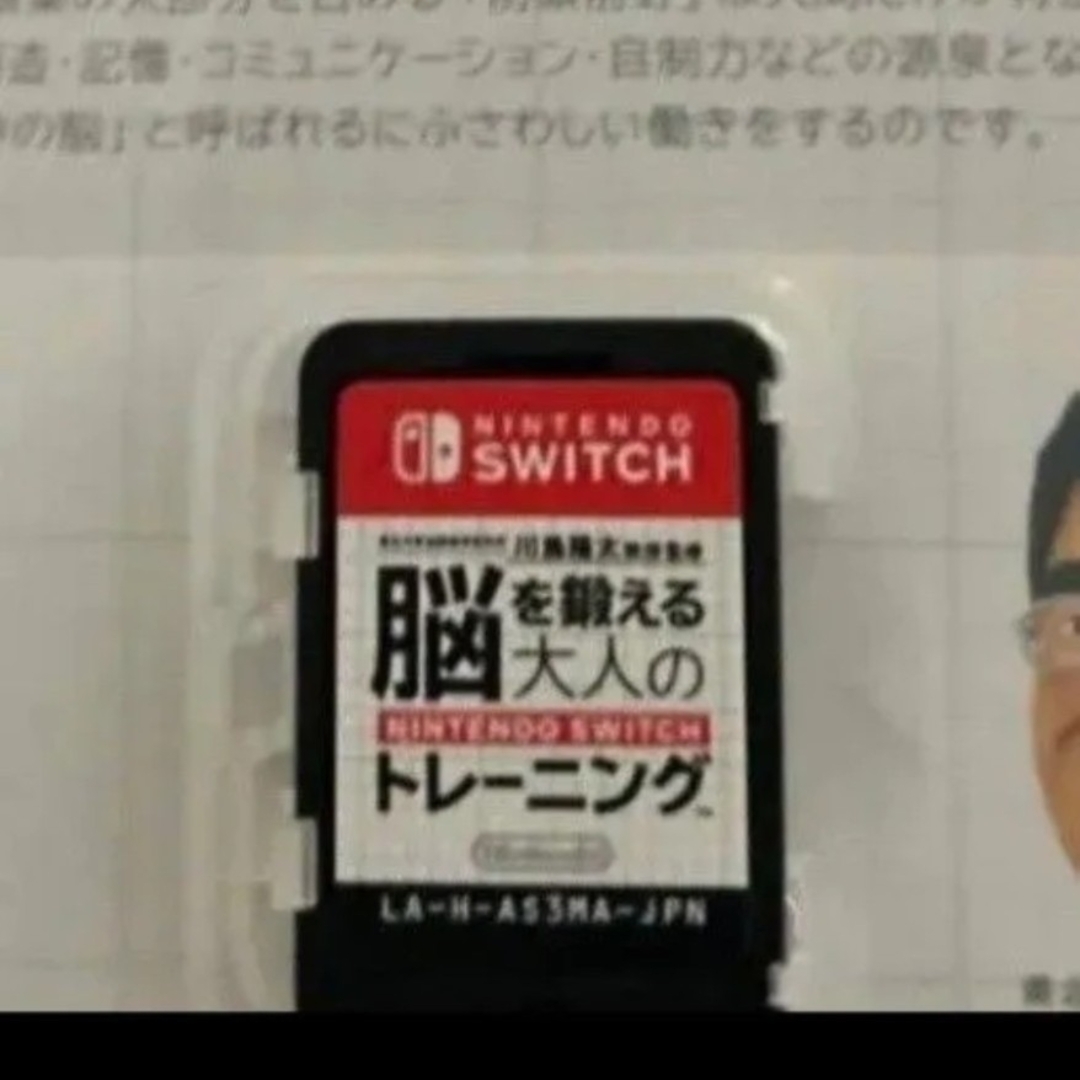 造・記憶・コミュニケーション・自制力などの源泉とな
の脳」と呼ばれるにふさわしい働きをするのです。
NINTENDO
SWITCH
川島隆太教授監修
脳を鍛える
大人の
NINTENDO SWITCH
トレーニング™
Nintendo
LA-H-AS3MA-JPN